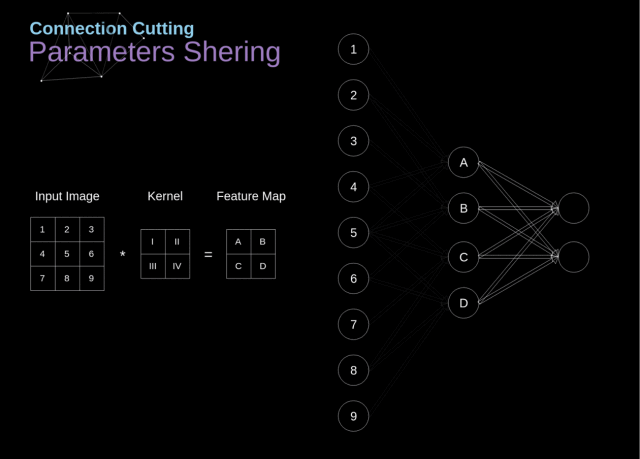 Connection Cutting
Parameters Shering
Input Image
Kernel
Feature Map
1 2 3
4 5 6
7 8 9
*
I II
III IV
=
A B
C D
1
2
3
4
5
6
7
8
9
A
B
C
D